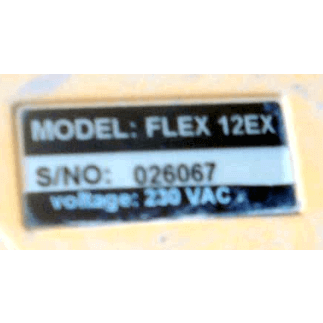 MODEL: FLEX 12EX
S/NO: 026067
voltage: 230 VAC